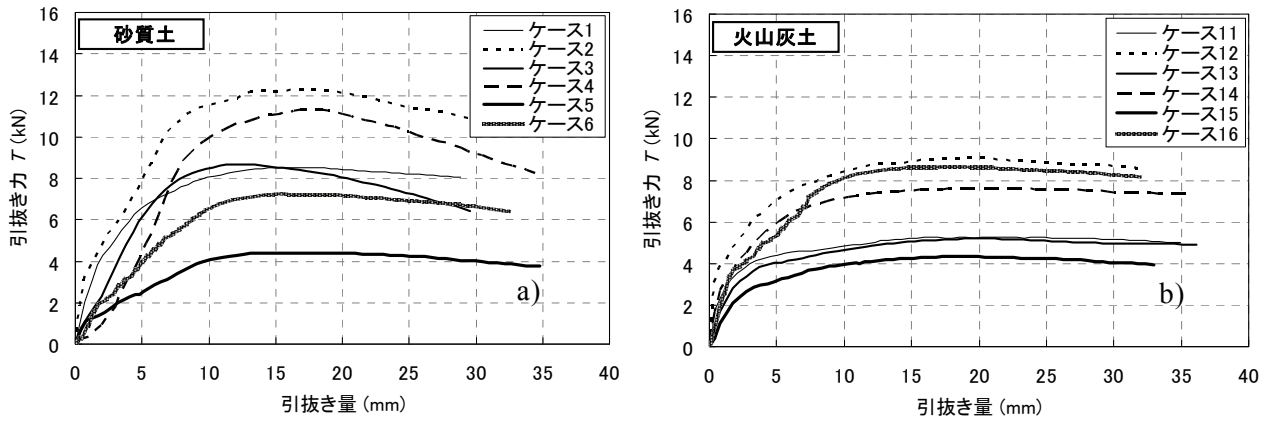 砂質土
ケース1
ケース2
ケース3
ケース4
ケース5
ケース6
引抜き力 T (kN)
16
14
12
10
8
6
4
2
0
a)
0 5 10 15 20 25 30 35 40
引抜き量 (mm)
火山灰土
ケース11
ケース12
ケース13
ケース14
ケース15
ケース16
引抜き力 T (kN)
16
14
12
10
8
6
4
2
0
b)
0 5 10 15 20 25 30 35 40
引抜き量 (mm)